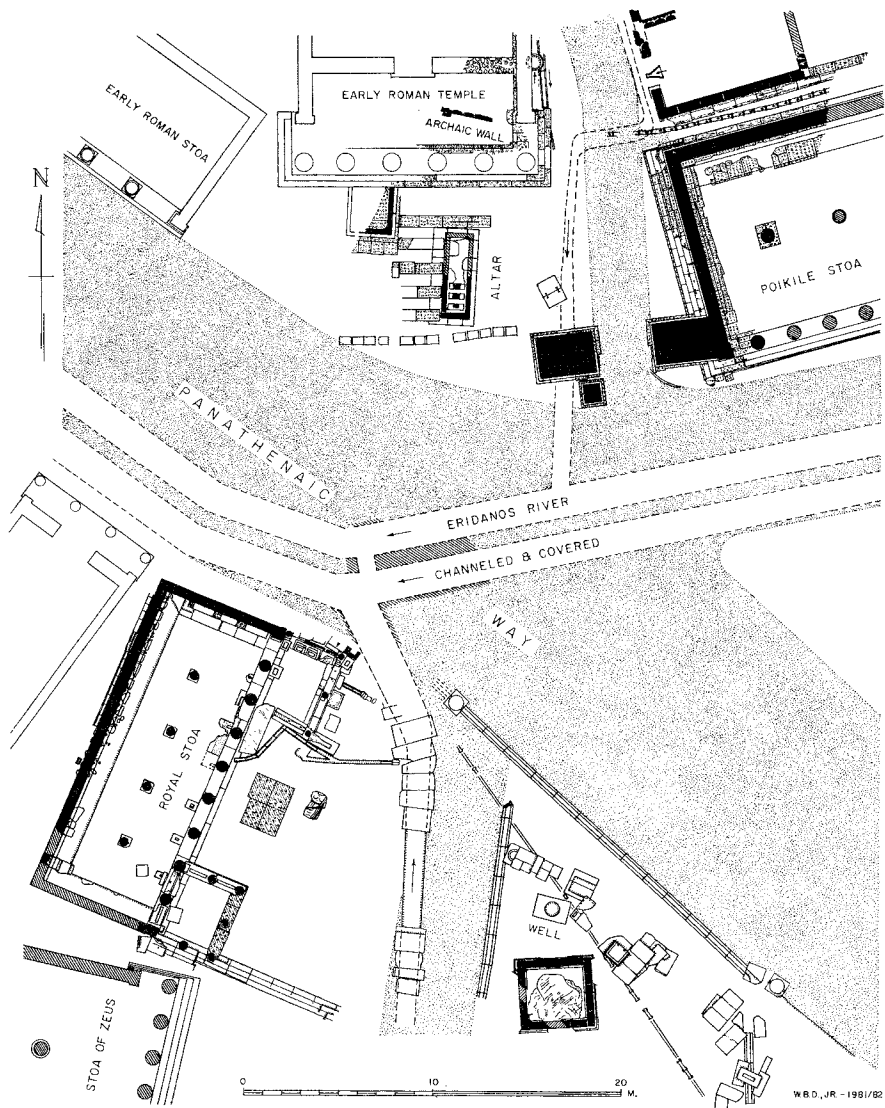 EARLY ROMAN STOA
EARLY ROMAN TEMPLE
ARCHAIC WALL
N
ALTAR
POIKILE STOA
PANATHENAIC
ERIDANOS RIVER
CHANNELED & COVERED
WAY
ROYAL STOA
WELL
STOA OF ZEUS
0 10 20 M.
W.B.D., JR. - 1981/82